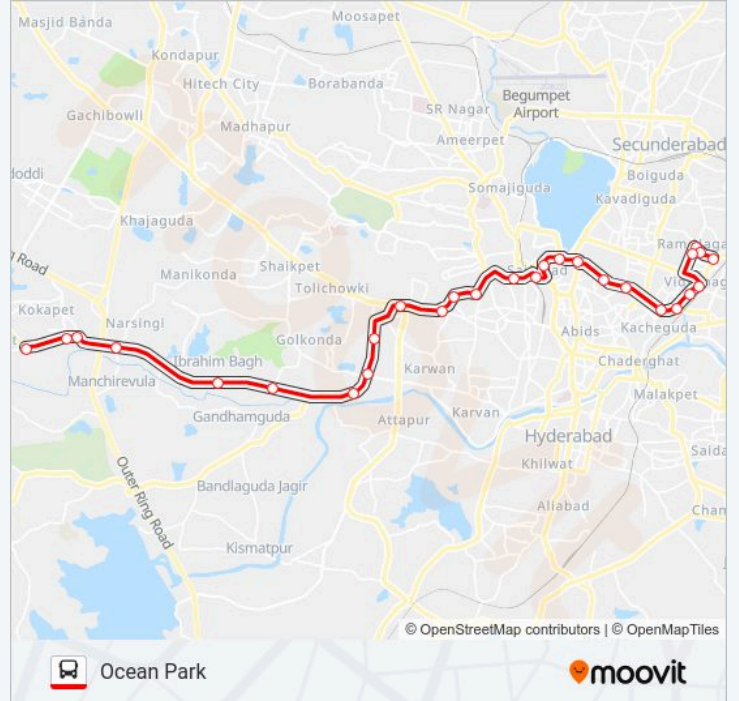 Moosapet
Masjid Banda
Kondapur
Hitech City
Borabanda
Begumpet
Airport
SR Nagar
Gachibowli
Madhapur
Ameerpet
Secunderabad
Boiguda
Somajiguda
Kavadiguda
Khajaguda
Shaikpet
Manikonda
Tolichowki
Kokapet
Narsingi
Golkonda
Abids
Kacheguda
Ibrahim Bagh
Manchirevula
Karwan
Chaderghat
Malakpet
Gandhamguda
Attapur
Karvan
Hyderabad
Khilwat
Bandlaguda Jagir
Outer Ring Road
Aliabad
Kismatpur
© OpenStreetMap contributors | © OpenMapTiles
Ocean Park
moovit